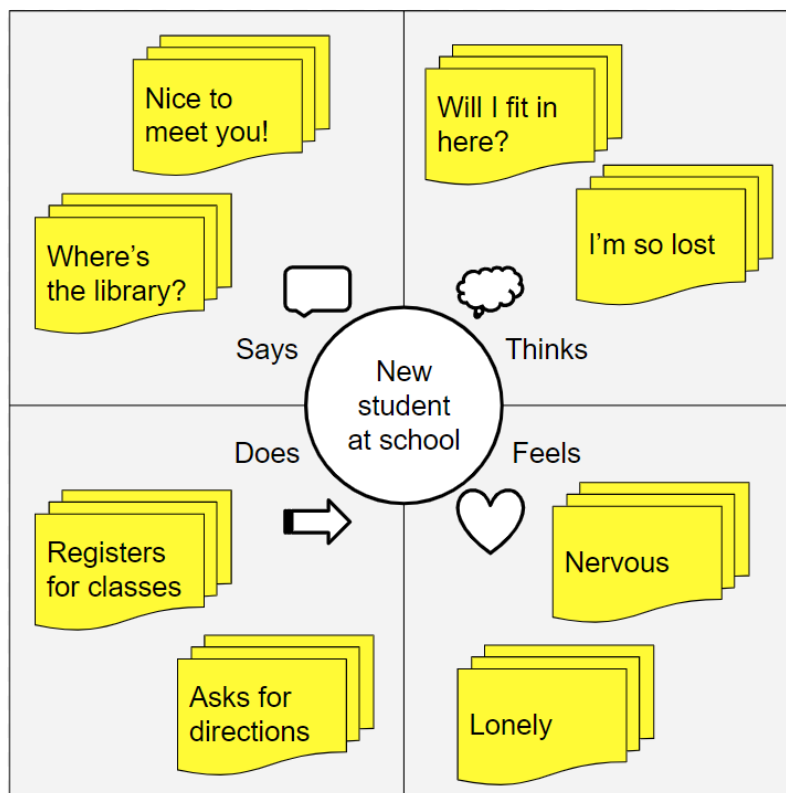 Nice to
meet you!
Where’s
the library?
Says
Will I fit in
here?
I’m so lost
Thinks
New
student
at school
Does
Registers
for classes
Asks for
directions
Feels
Nervous
Lonely